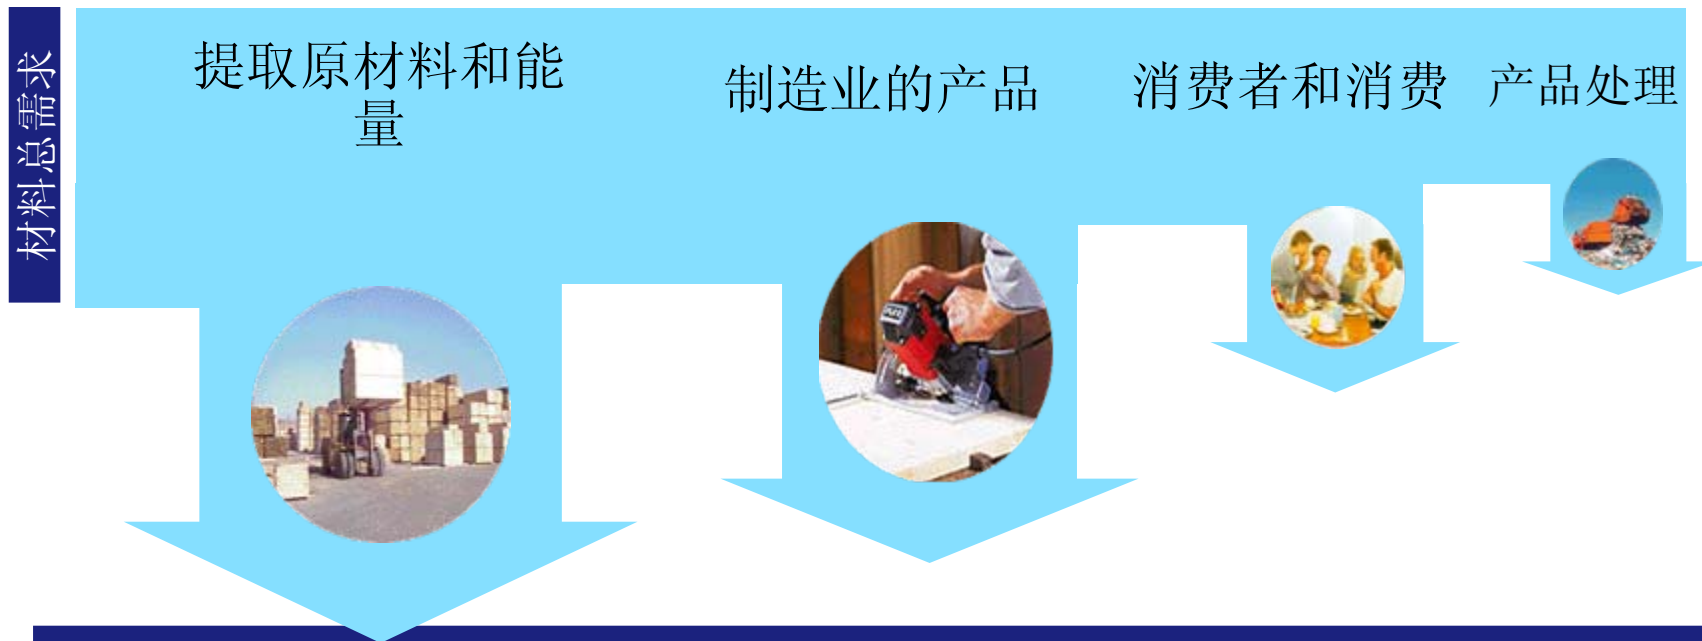 材料总需求
提取原材料和能
量
制造业的产品
消费者和消费
产品处理